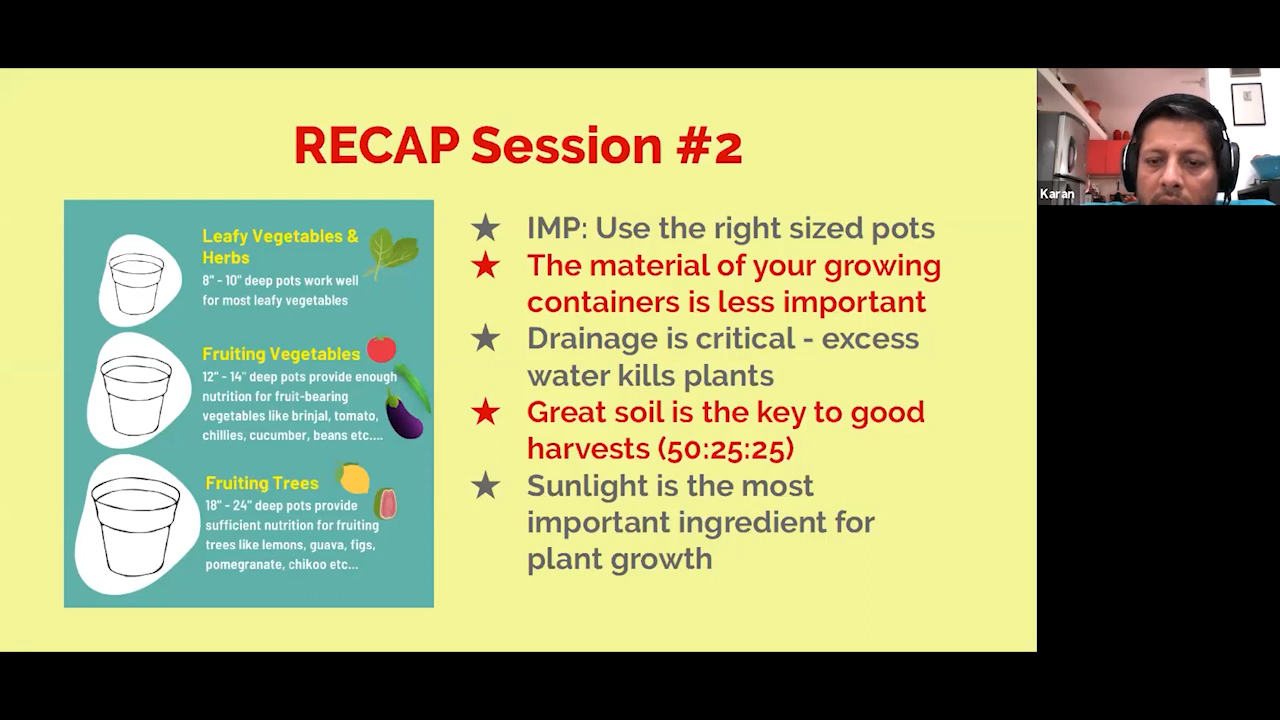 RECAP Session #2
Leafy Vegetables &
Herbs
8" - 10" deep pots work well
for most leafy vegetables
Fruiting Vegetables
12" - 14" deep pots provide enough
nutrition for fruit-bearing
vegetables like brinjal, tomato,
chillies, cucumber, beans etc....
Fruiting Trees
18" - 24" deep pots provide
sufficient nutrition for fruiting
trees like lemons, guava, figs,
pomegranate, chikoo etc...
★ IMP: Use the right sized pots
★ The material of your growing
containers is less important
★ Drainage is critical - excess
water kills plants
★ Great soil is the key to good
harvests (50:25:25)
★ Sunlight is the most
important ingredient for
plant growth
Karan